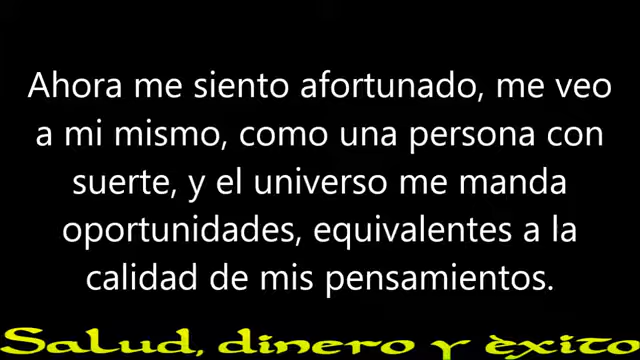 Ahora me siento afortunado, me veo
a mi mismo, como una persona con
suerte, y el universo me manda
oportunidades, equivalentes a la
calidad de mis pensamientos.
Salud, dinero y èxito